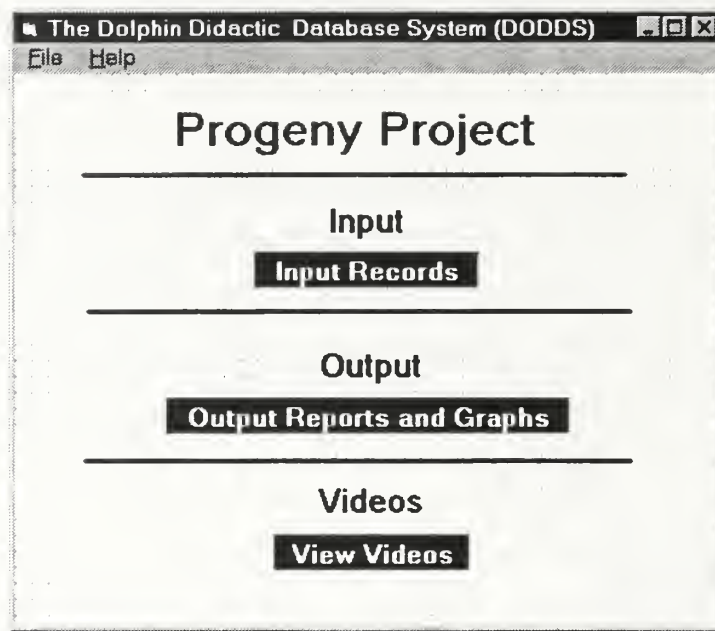 The Dolphin Didactic Database System (DODDS)
File Help
Progeny Project
Input
Input Records
Output
Output Reports and Graphs
Videos
View Videos